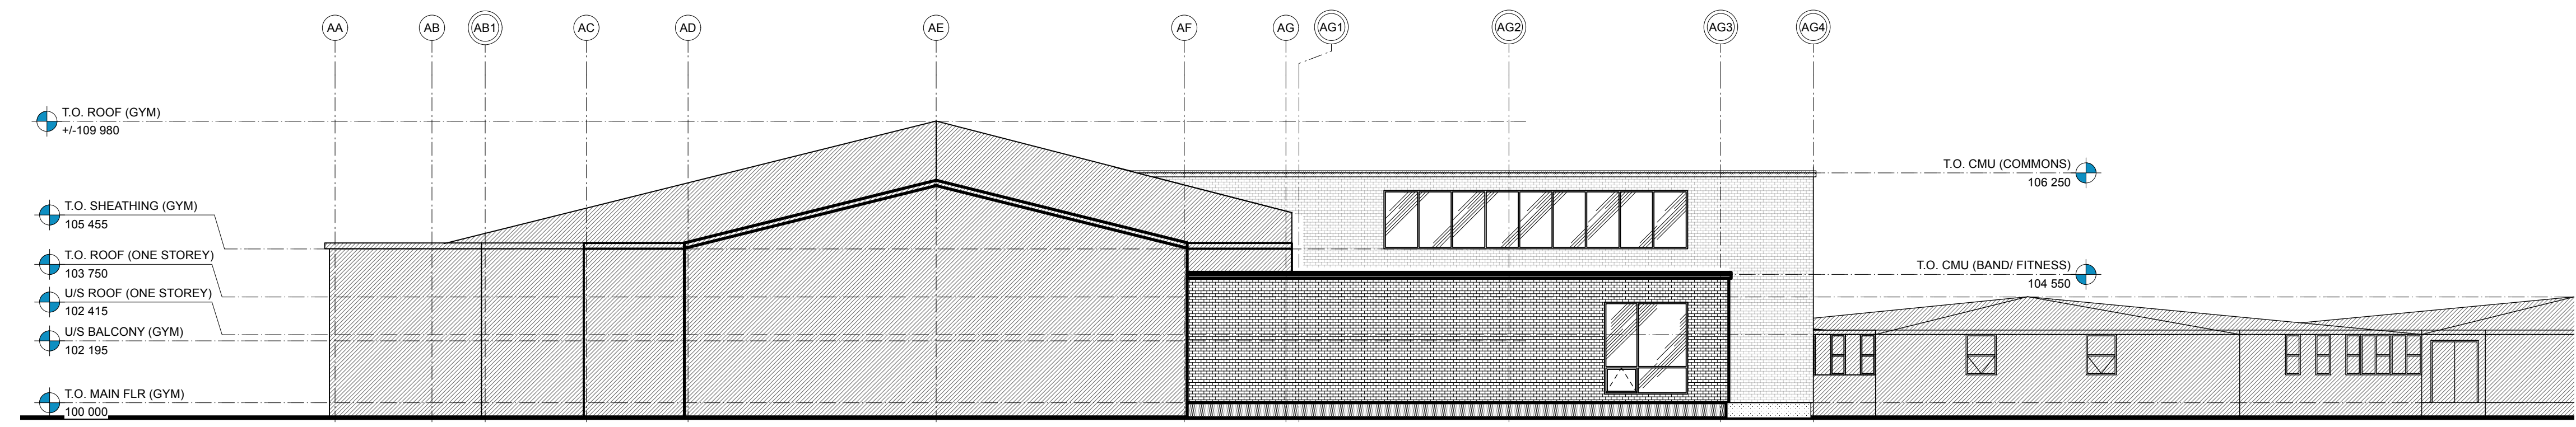 AA
AB
AB1
AC
AD
AE
AF
AG
AG1
AG2
AG3
AG4
T.O. ROOF (GYM)
+/-109 980
T.O. SHEATHING (GYM)
105 455
T.O. ROOF (ONE STOREY)
103 750
U/S ROOF (ONE STOREY)
102 415
U/S BALCONY (GYM)
102 195
T.O. MAIN FLR (GYM)
100 000
T.O. CMU (COMMONS)
106 250
T.O. CMU (BAND/ FITNESS)
104 550